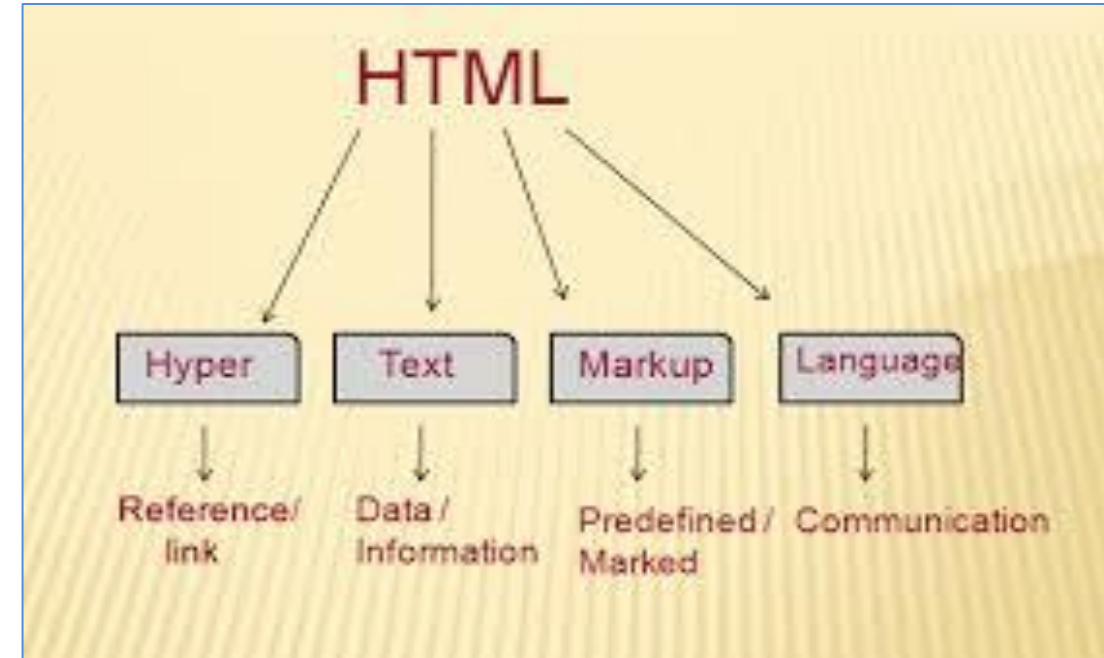 HTML
Hyper Text Markup Language
Reference/
link
Data /
Information
Predefined /
Marked
Communication